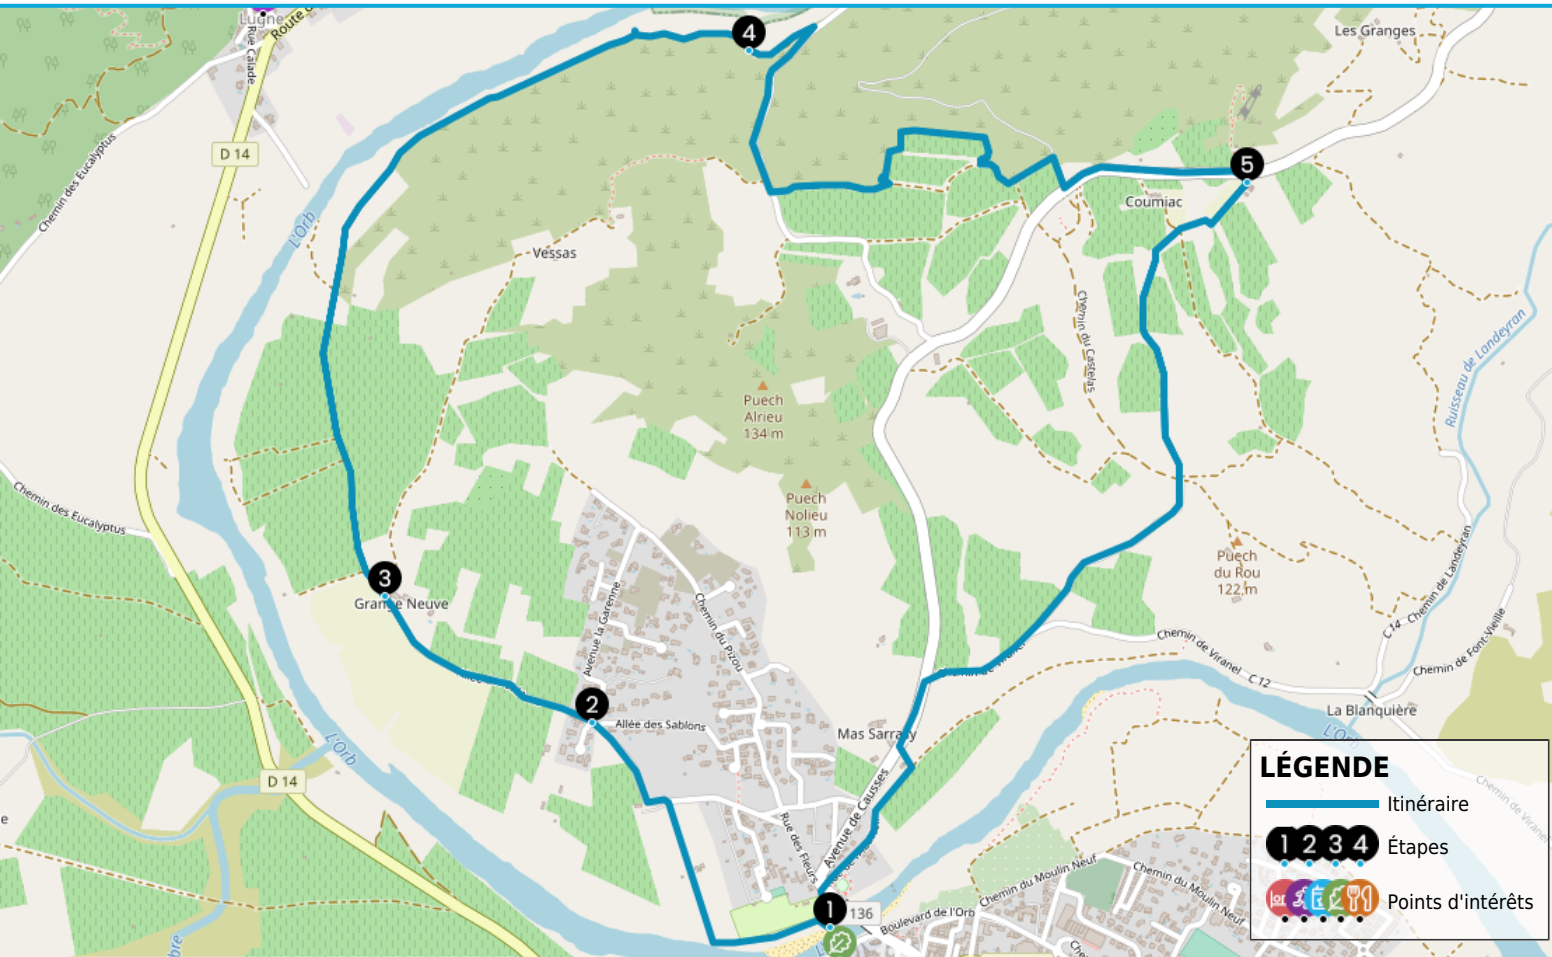 Lugné
Route
Rue Calade
4
Les Granges
D 14
Chemin des Eucalyptus
5
Coumiac
L'Orb
Vessas
Chemin du Castelas
Ruisseau de Landeyran
Puech
Alrieu
134 m
Chemin des Eucalyptus
Puech
Nolieu
113 m
Puech
du Rou
122 m
3
Grange Neuve
Avenue la Garenne
Chemin du Pizou
C 14
Chemin de Landeyran
Chemin de Font-Vieille
Chemin de Viranel
C 12
2
Allée des Sablons
La Blanquière
Mas Sarrazy
L'Orb
L'Orb
D 14
Rue des Fleurs
Avenue de Causses
Chemin de Viranel
Chemin du Moulin Neuf
Chemin du Moulin Neuf
1
136
Boulevard de l'Orb
LÉGENDE
Itinéraire
1 2 3 4
Étapes
Points d'intérêts